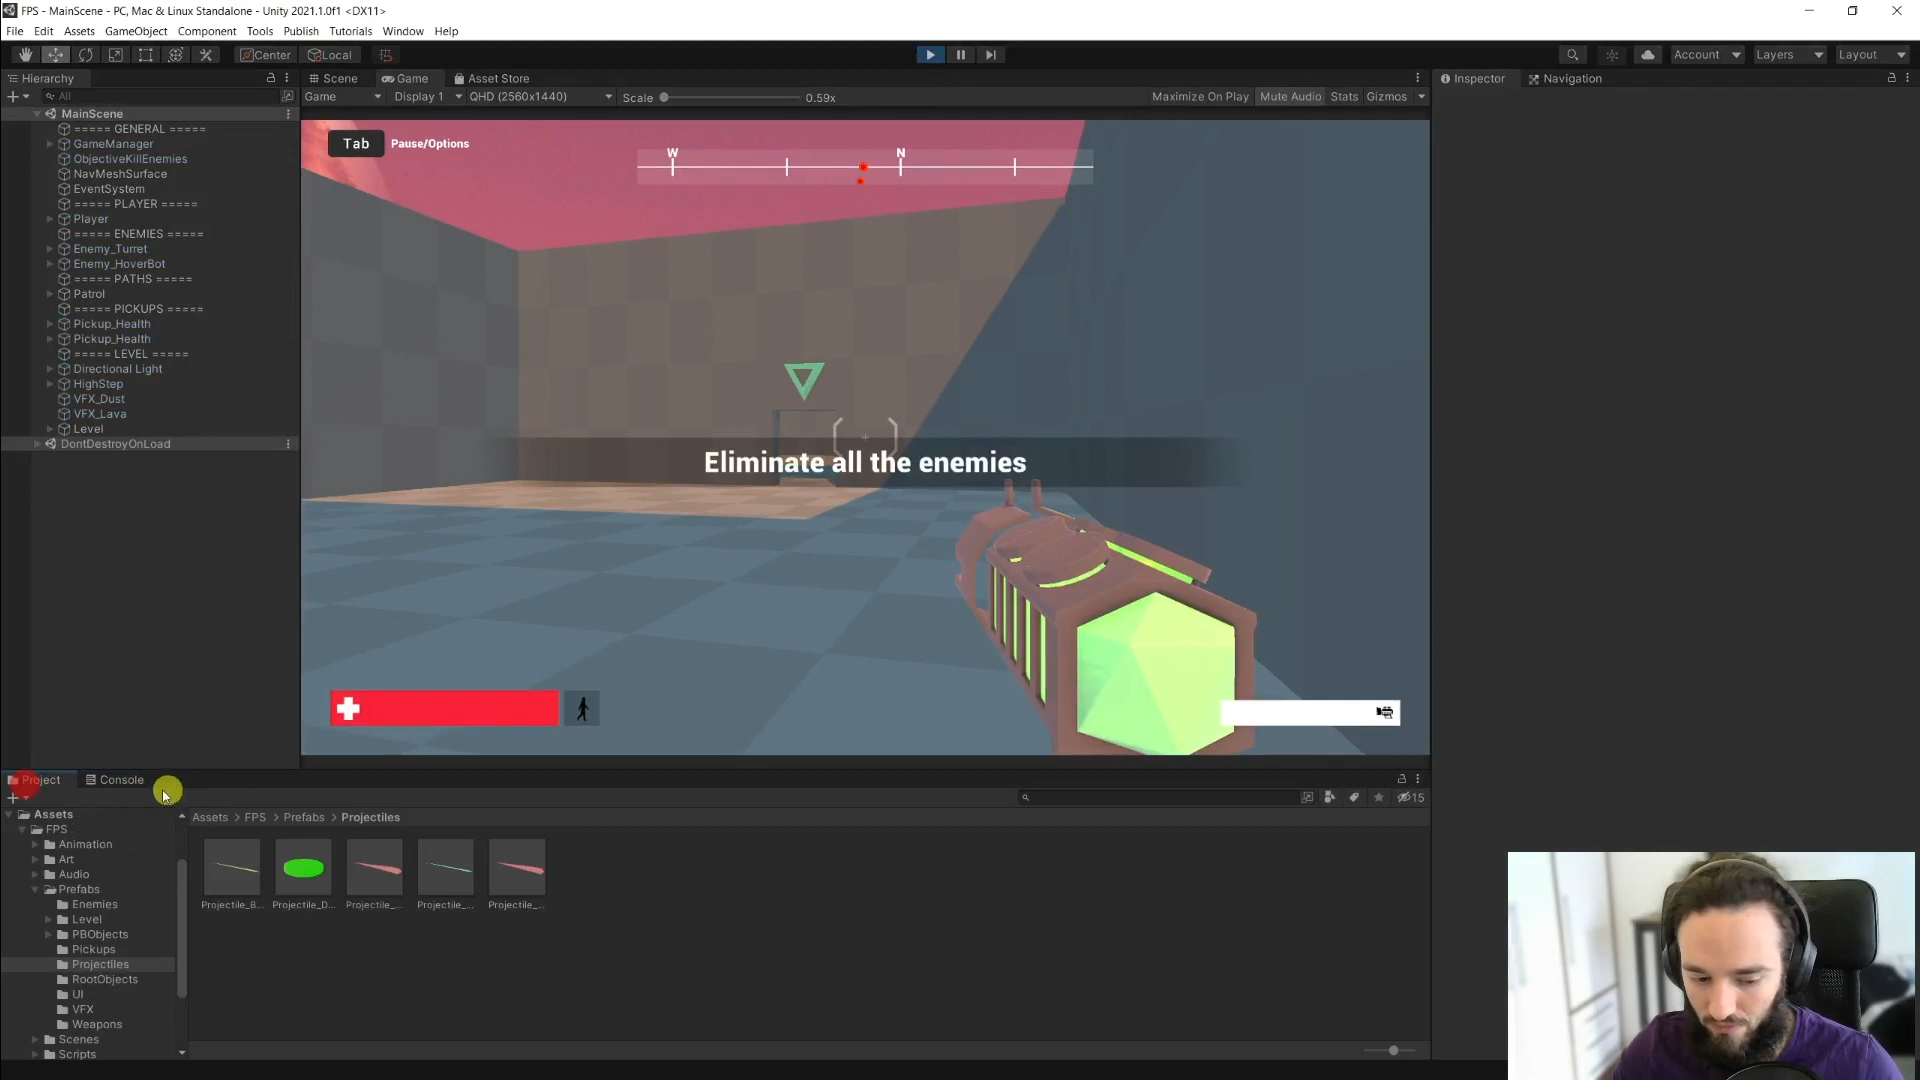 FPS - MainScene - PC, Mac & Linux Standalone - Unity 2021.1.0f1 <DX11>
File Edit Assets GameObject Component Tools Publish Tutorials Window Help
Center Local Account Layers Layout
Hierarchy
All
MainScene
===== GENERAL =====
GameManager
ObjectiveKillEnemies
NavMeshSurface
EventSystem
===== PLAYER =====
Player
===== ENEMIES =====
Enemy_Turret
Enemy_HoverBot
===== PATHS =====
Patrol
===== PICKUPS =====
Pickup_Health
Pickup_Health
===== LEVEL =====
Directional Light
HighStep
VFX_Dust
VFX_Lava
Level
DontDestroyOnLoad
Scene Game Asset Store
Game Display 1 QHD (2560x1440) Scale 0.59x Maximize On Play Mute Audio Stats Gizmos
Tab Pause/Options
W N
Eliminate all the enemies
Inspector Navigation
Project Console
15
Assets
FPS
Animation
Art
Audio
Prefabs
Enemies
Level
PBObjects
Pickups
Projectiles
RootObjects
UI
VFX
Weapons
Scenes
Scripts
Assets > FPS > Prefabs > Projectiles
Projectile_B... Projectile_D... Projectile_... Projectile_... Projectile_...